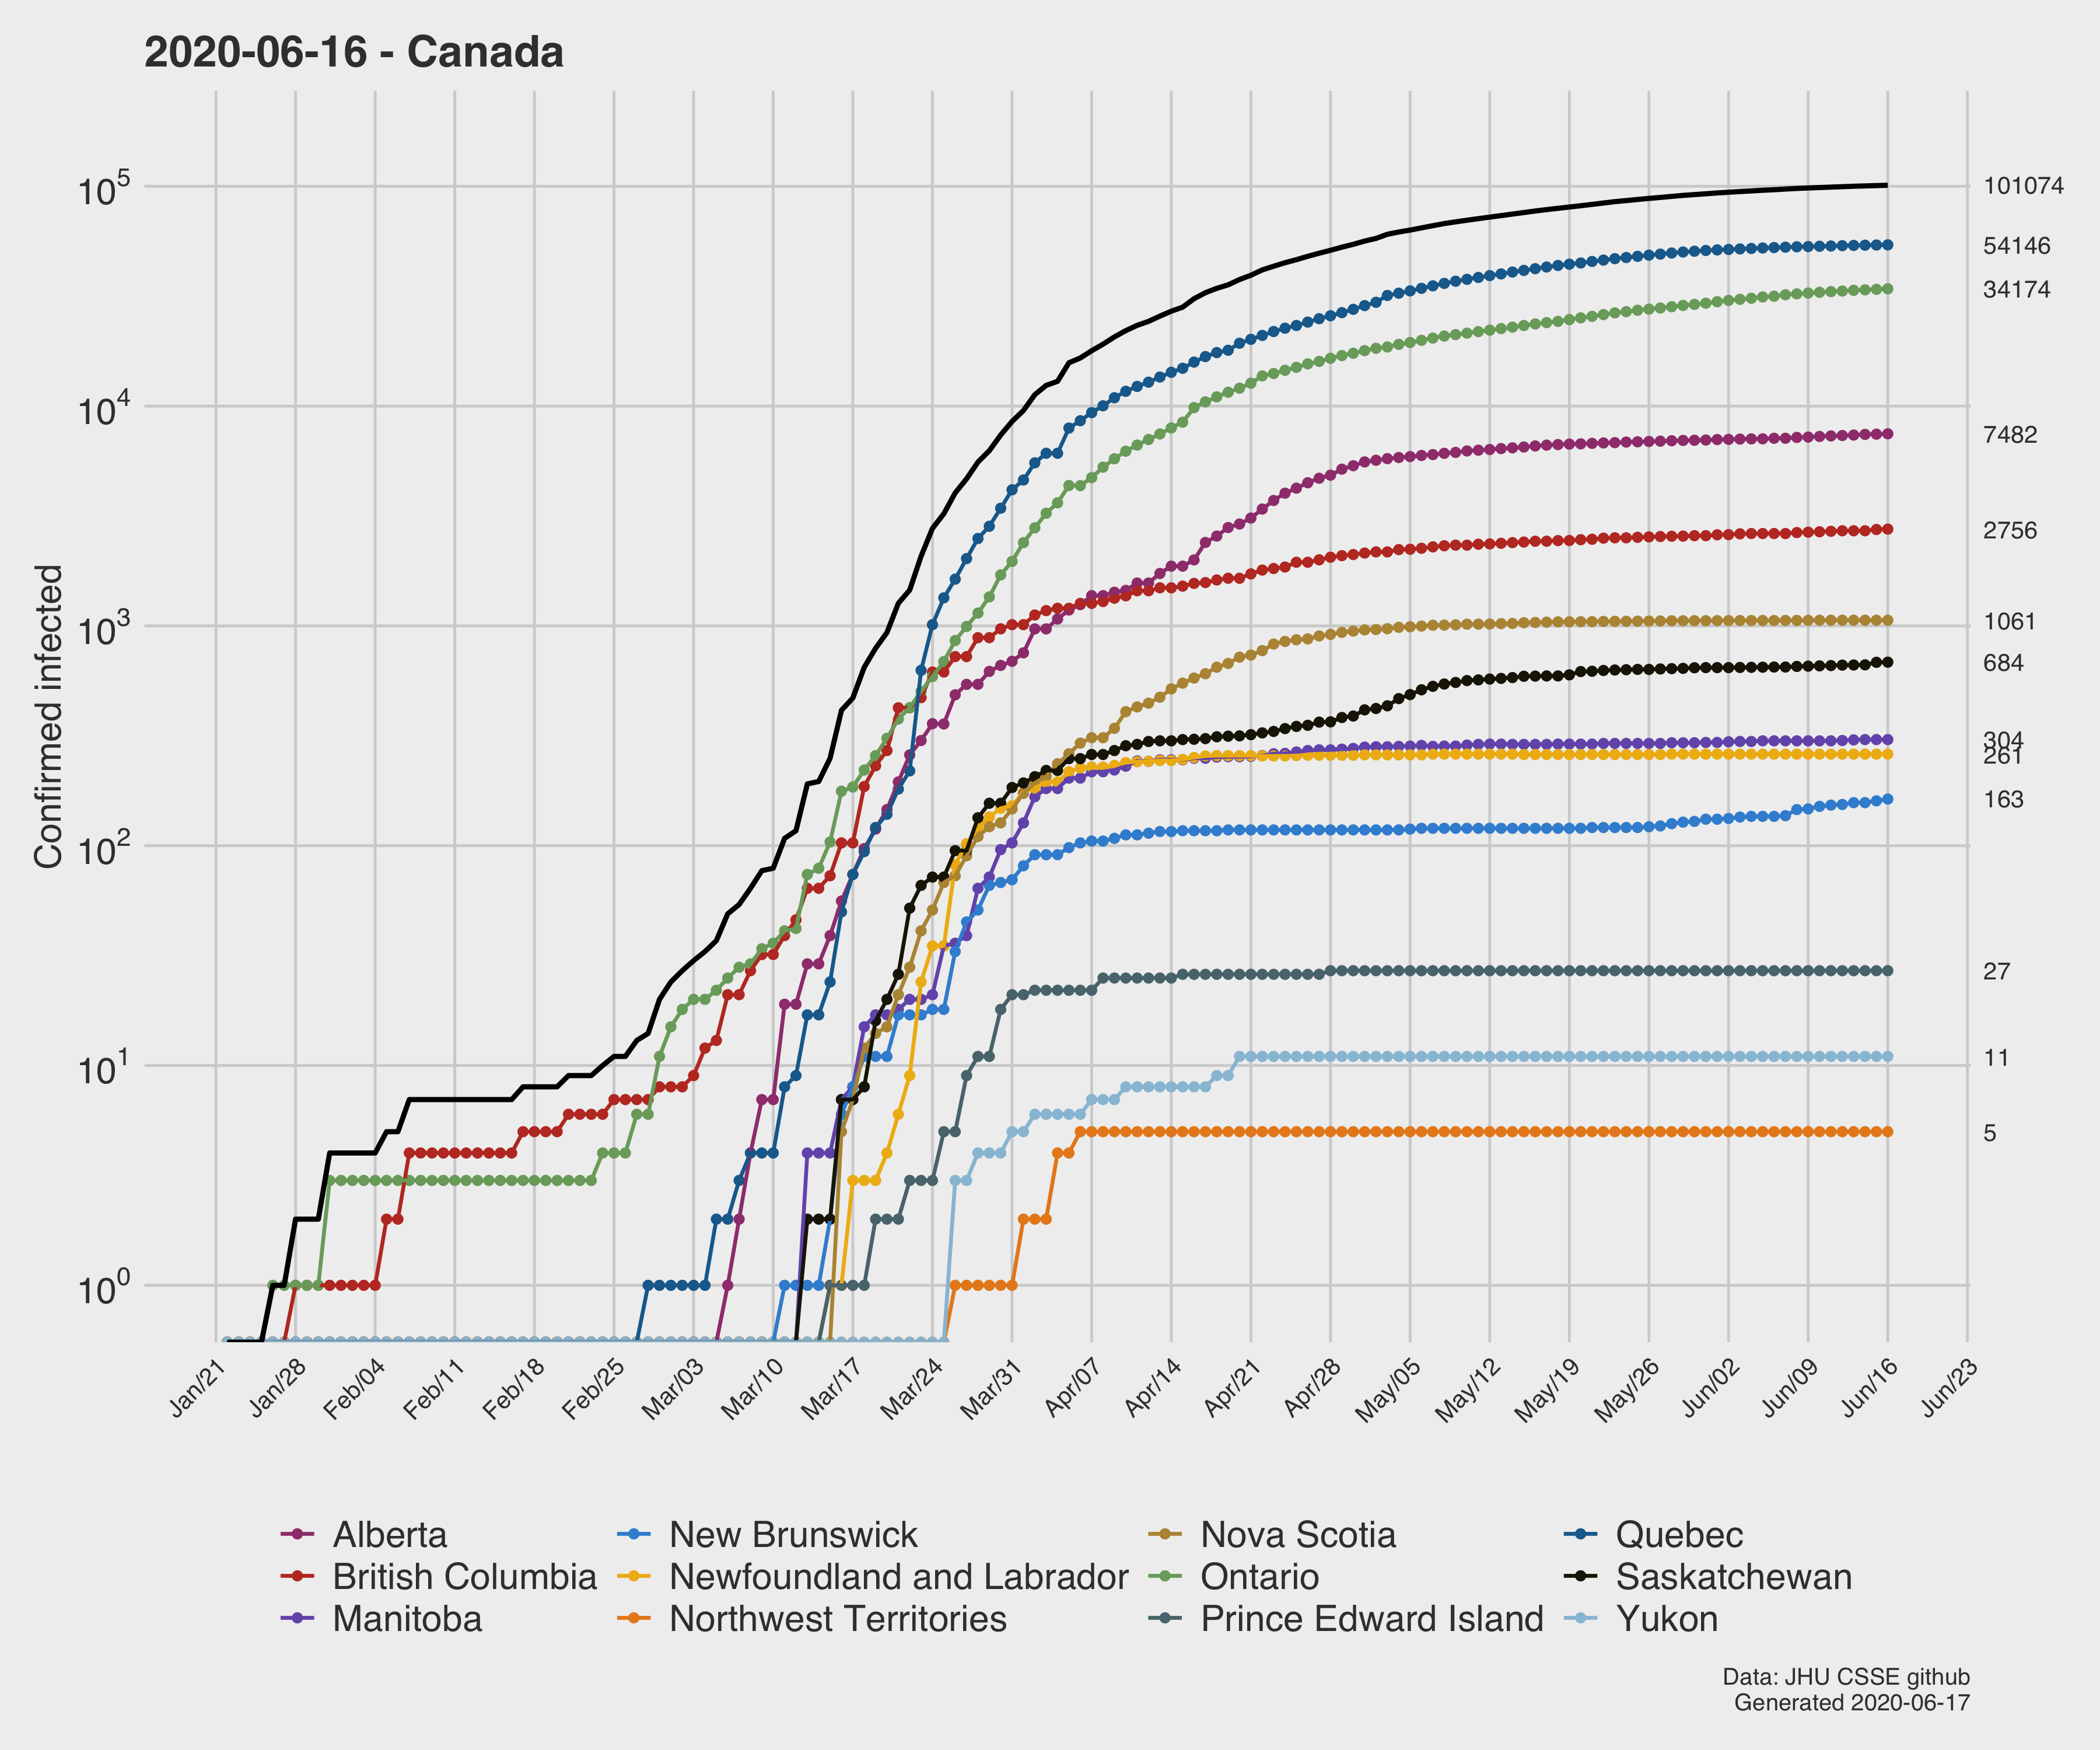 2020-06-16 - Canada
Confirmed infected
10^5
10^4
10^3
10^2
10^1
10^0
101074
54146
34174
7482
2756
1061
684
304
261
163
27
11
5
Jan/21
Jan/28
Feb/04
Feb/11
Feb/18
Feb/25
Mar/03
Mar/10
Mar/17
Mar/24
Mar/31
Apr/07
Apr/14
Apr/21
Apr/28
May/05
May/12
May/19
May/26
Jun/02
Jun/09
Jun/16
Jun/23
Alberta
New Brunswick
Nova Scotia
Quebec
British Columbia
Newfoundland and Labrador
Ontario
Saskatchewan
Manitoba
Northwest Territories
Prince Edward Island
Yukon
Data: JHU CSSE github
Generated 2020-06-17